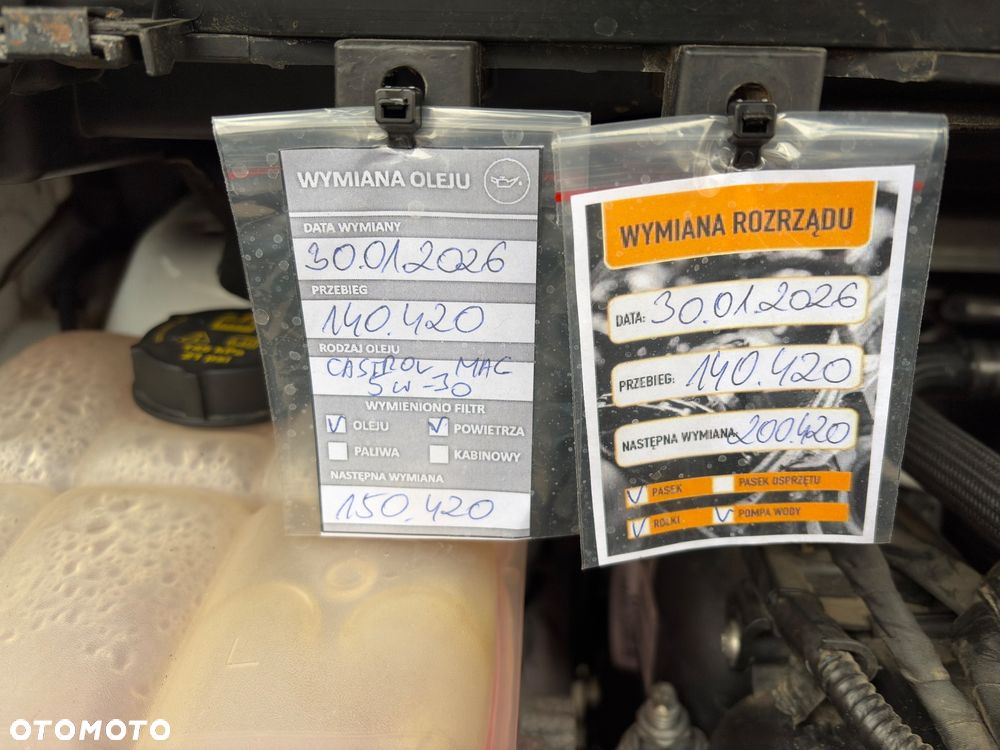 WYMIANA OLEJU
DATA WYMIANY
30.01.2026
PRZEBIEG
140.420
RODZAJ OLEJU
CASTROL MAG
5W-30
WYMIENIONO FILTR
OLEJU
POWIETRZA
PALIWA
KABINOWY
NASTĘPNA WYMIANA
150.420
WYMIANA ROZRZĄDU
DATA: 30.01.2026
PRZEBIEG: 140.420
NASTĘPNA WYMIANA: 200.420
PASEK
PASEK OSPRZĘTU
ROLKI
POMPA WODY
L
OTOMOTO